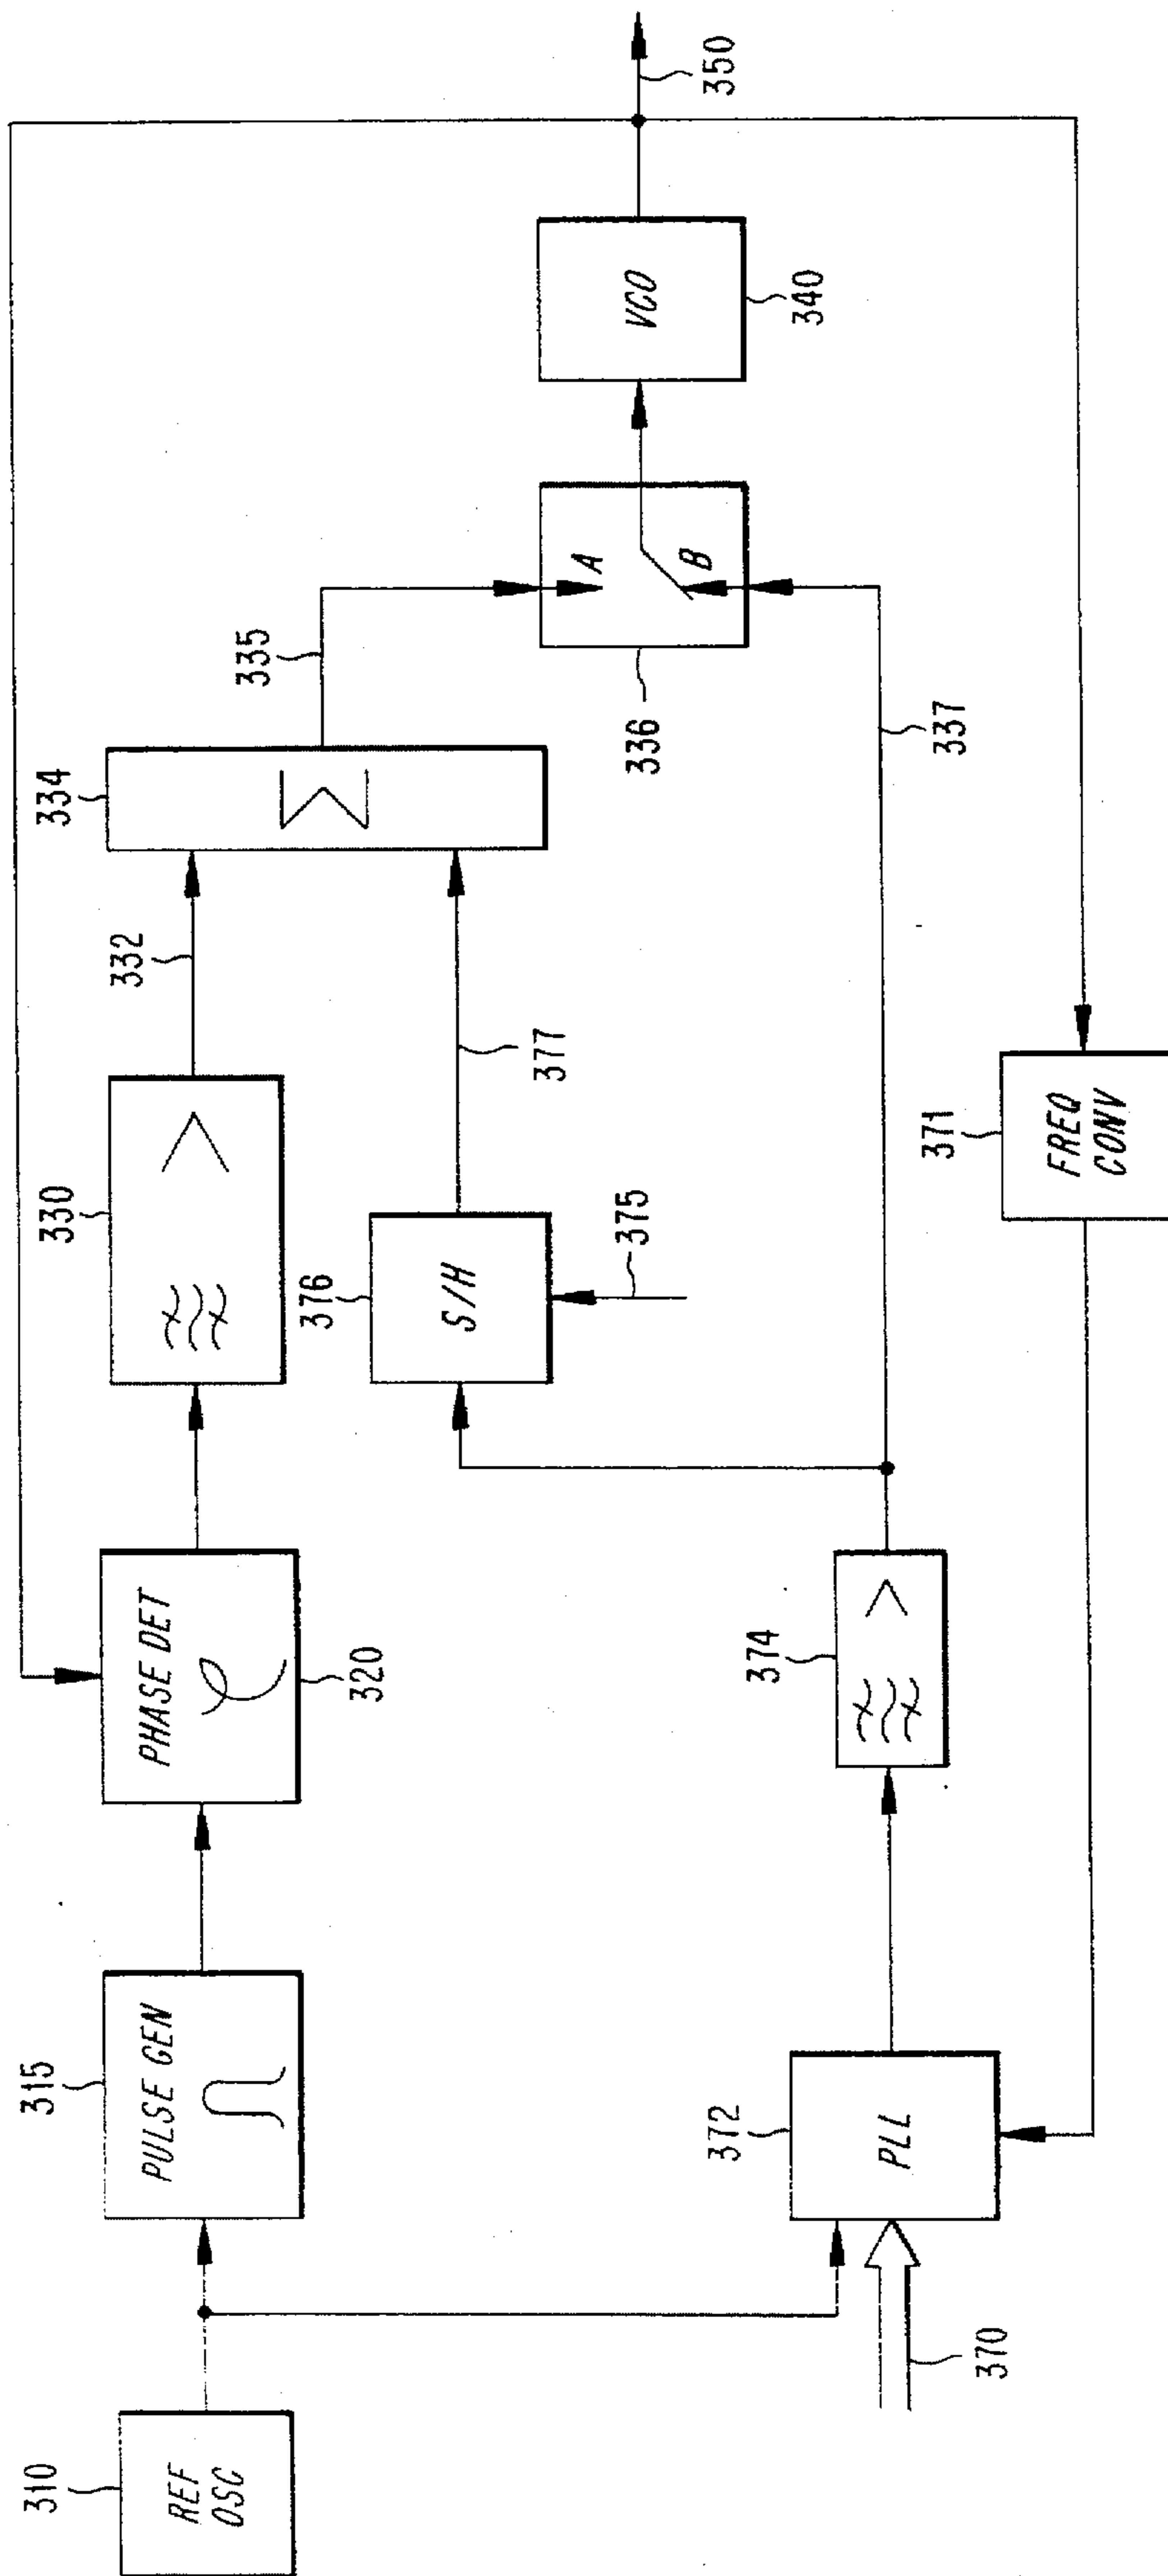 310
REF
OSC
315
PULSE GEN
PHASE DET
320
330
332
334
Σ
335
376
S/H
375
377
336
A
B
VCO
340
350
337
370
372
PLL
374
371
FREQ
CONV